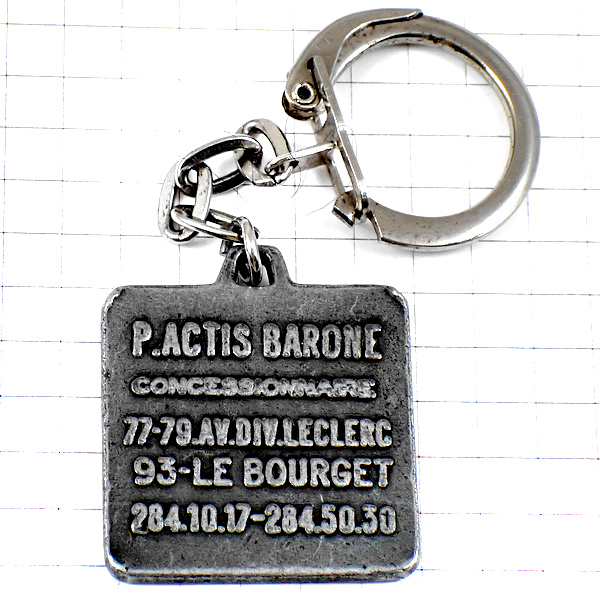 P.ACTIS BARONE
CONCESSIONNAIRE
77-79.AV.DIV.LECLERC
93-LE BOURGET
284.10.17-284.50.30